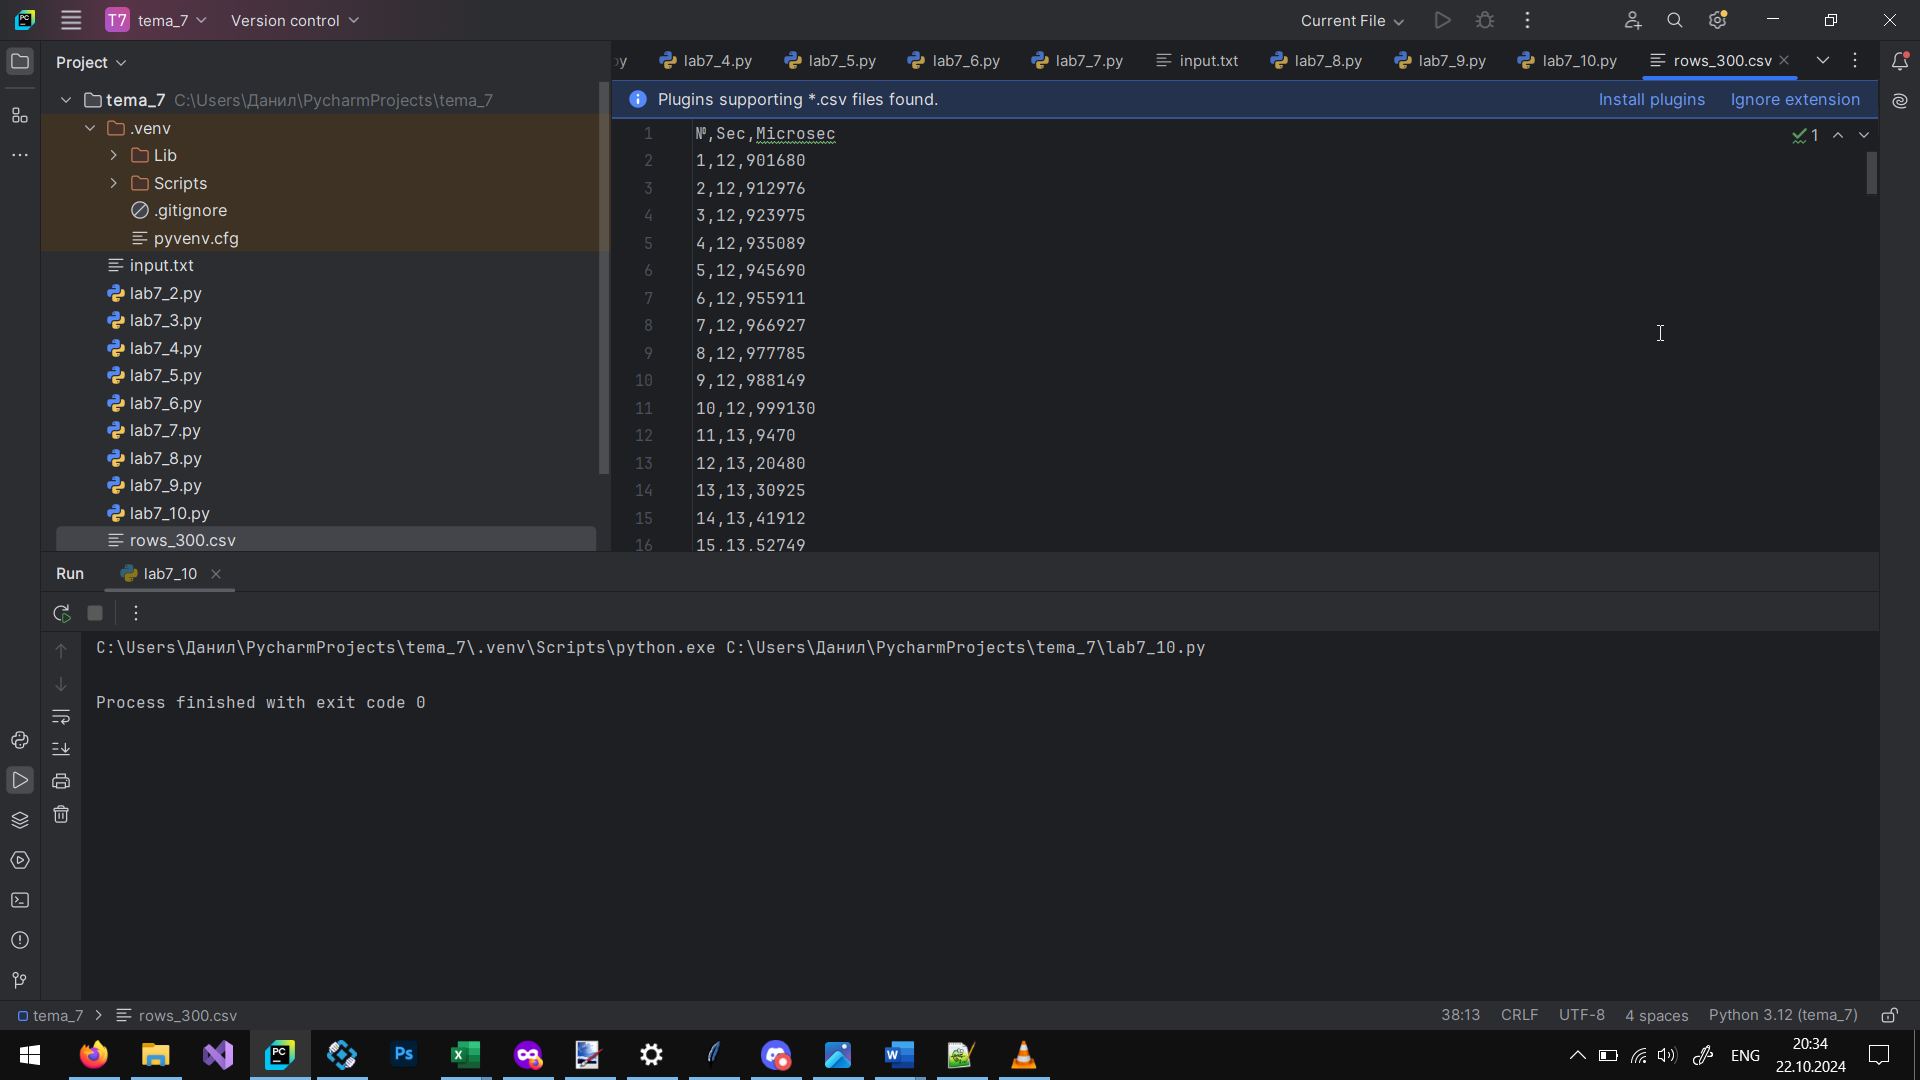 T7 tema_7 Version control Current File
Project
y lab7_4.py lab7_5.py lab7_6.py lab7_7.py input.txt lab7_8.py lab7_9.py lab7_10.py rows_300.csv
tema_7 C:\Users\Данил\PycharmProjects\tema_7
.venv
Lib
Scripts
.gitignore
pyvenv.cfg
input.txt
lab7_2.py
lab7_3.py
lab7_4.py
lab7_5.py
lab7_6.py
lab7_7.py
lab7_8.py
lab7_9.py
lab7_10.py
rows_300.csv
Plugins supporting *.csv files found. Install plugins Ignore extension
1 №,Sec,Microsec 1
2 1,12,901680
3 2,12,912976
4 3,12,923975
5 4,12,935089
6 5,12,945690
7 6,12,955911
8 7,12,966927
9 8,12,977785
10 9,12,988149
11 10,12,999130
12 11,13,9470
13 12,13,20480
14 13,13,30925
15 14,13,41912
16 15,13,52749
Run lab7_10
C:\Users\Данил\PycharmProjects\tema_7\.venv\Scripts\python.exe C:\Users\Данил\PycharmProjects\tema_7\lab7_10.py
Process finished with exit code 0
tema_7 rows_300.csv 38:13 CRLF UTF-8 4 spaces Python 3.12 (tema_7)
PC Ps X W ENG 20:34
22.10.2024